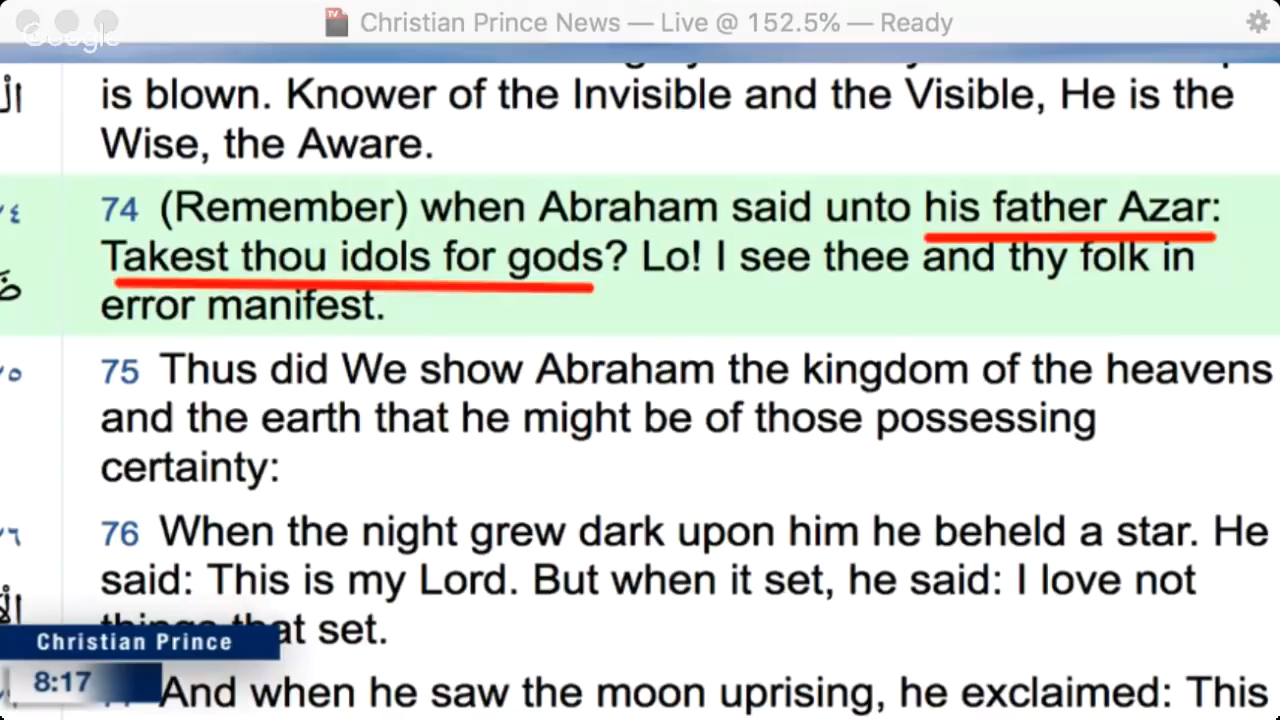 Christian Prince News — Live @ 152.5% — Ready
Google
is blown. Knower of the Invisible and the Visible, He is the
Wise, the Aware.
74 (Remember) when Abraham said unto his father Azar:
Takest thou idols for gods? Lo! I see thee and thy folk in
error manifest.
75 Thus did We show Abraham the kingdom of the heavens
and the earth that he might be of those possessing
certainty:
76 When the night grew dark upon him he beheld a star. He
said: This is my Lord. But when it set, he said: I love not
things that set.
And when he saw the moon uprising, he exclaimed: This
Christian Prince
8:17